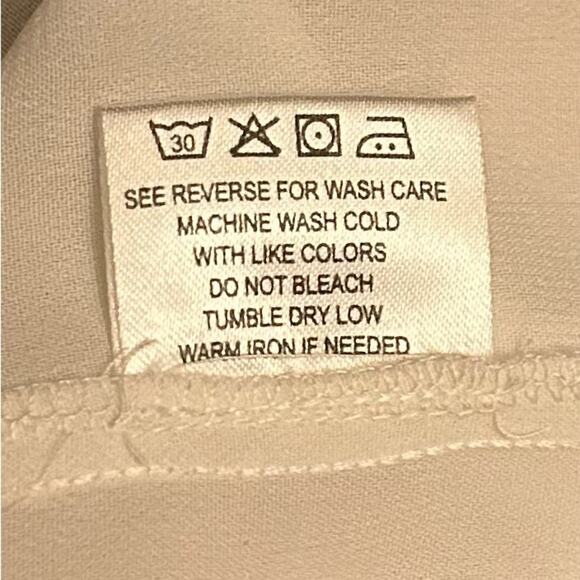 30
SEE REVERSE FOR WASH CARE
MACHINE WASH COLD
WITH LIKE COLORS
DO NOT BLEACH
TUMBLE DRY LOW
WARM IRON IF NEEDED